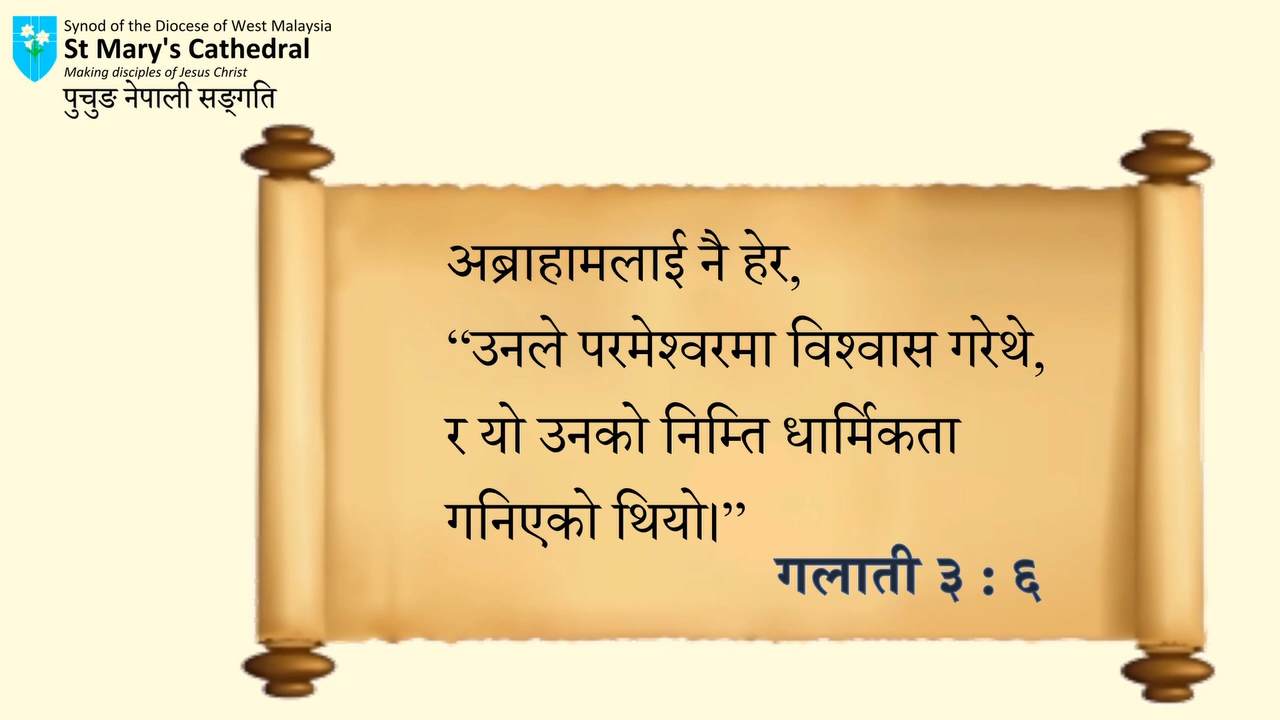 Synod of the Diocese of West Malaysia
St Mary's Cathedral
Making disciples of Jesus Christ
पुचुङ नेपाली सङ्गति
अब्राहामलाई नै हेर,
“उनले परमेश्वरमा विश्वास गरेथे,
र यो उनको निम्ति धार्मिकता
गनिएको थियो।”
गलाती ३ : ६